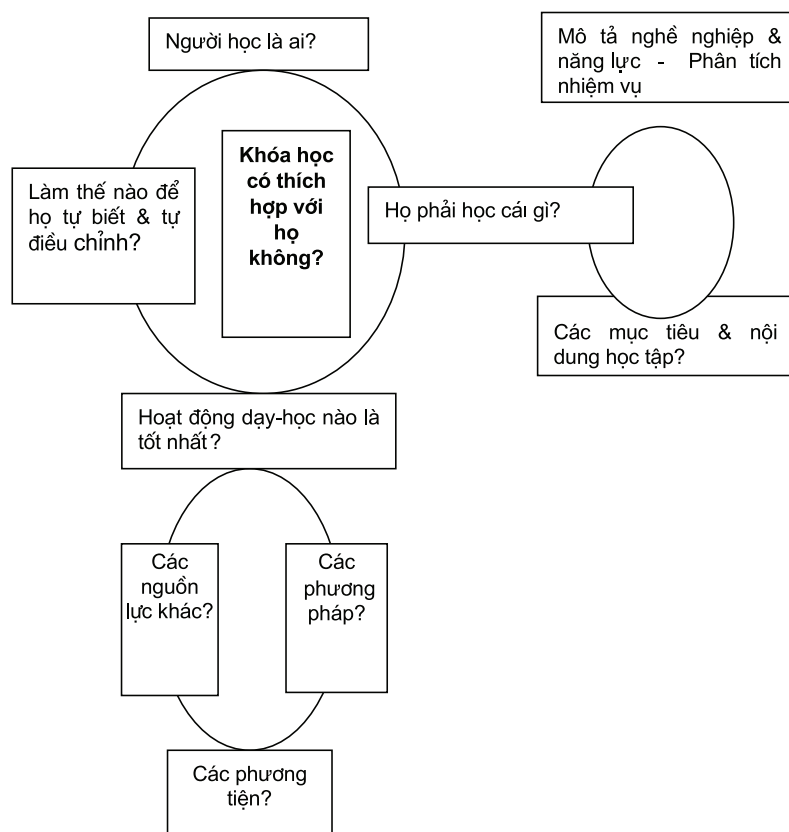 Người học là ai?
Mô tả nghề nghiệp &
năng lực - Phân tích
nhiệm vụ
Khóa học
có thích
hợp với
họ
không?
Làm thế nào để
họ tự biết & tự
điều chỉnh?
Họ phải học cái gì?
Các mục tiêu & nội
dung học tập?
Hoạt động dạy-học nào là
tốt nhất?
Các
nguồn
lực khác?
Các
phương
pháp?
Các phương
tiện?